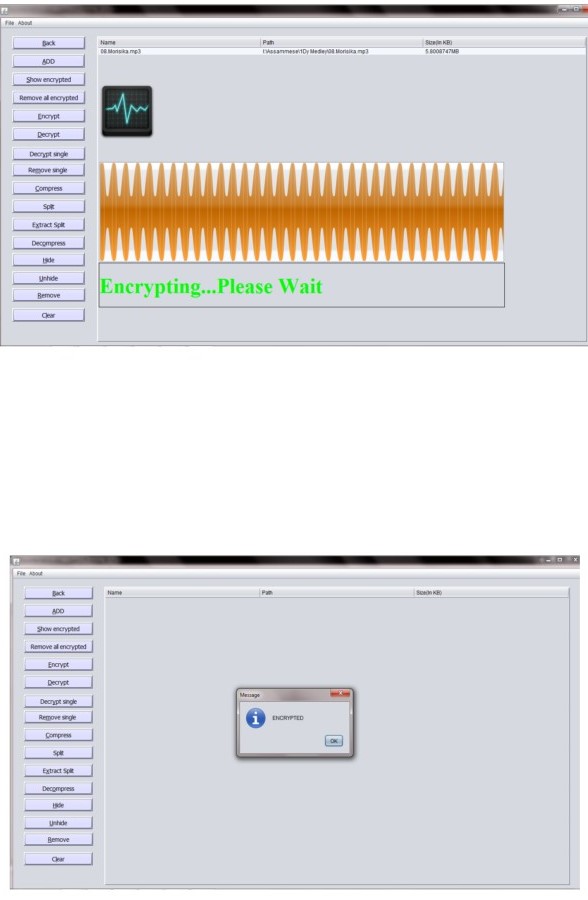 File About
Back
ADD
Show encrypted
Remove all encrypted
Encrypt
Decrypt
Decrypt single
Remove single
Compress
Split
Extract Split
Decompress
Hide
Unhide
Remove
Clear
Name Path Size(In KB)
08.Morisika.mp3 I:\Assammese\1Dy Medley\08.Morisika.mp3 5.8008747MB
Encrypting...Please Wait
File About
Back
ADD
Show encrypted
Remove all encrypted
Encrypt
Decrypt
Decrypt single
Remove single
Compress
Split
Extract Split
Decompress
Hide
Unhide
Remove
Clear
Name Path Size(In KB)
Message
ENCRYPTED
OK